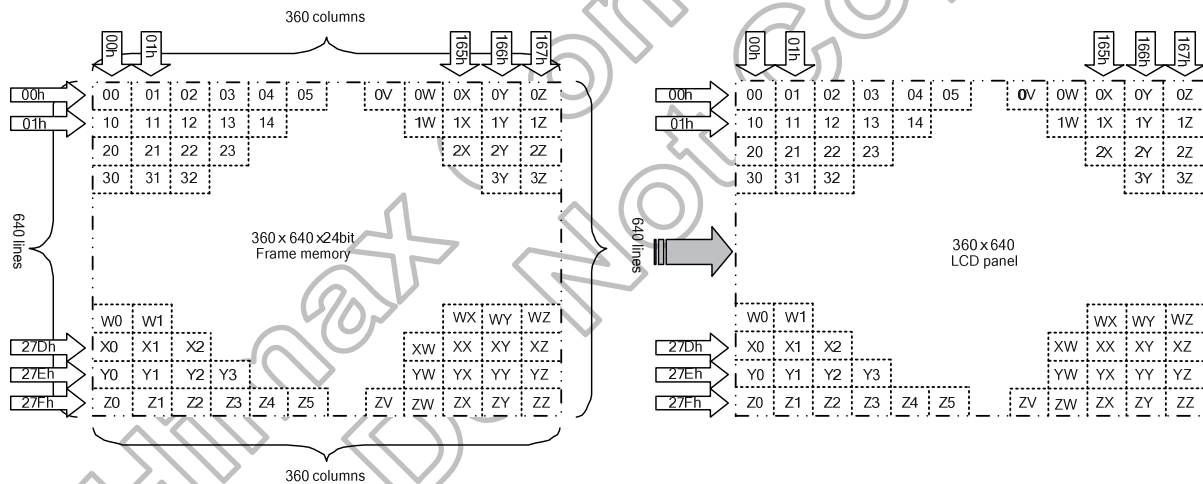 360 columns
00h 01h 165h 166h 167h 00h 01h 165h 166h 167h
00h 00 01 02 03 04 05 0V 0W 0X 0Y 0Z 00h 00 01 02 03 04 05 0V 0W 0X 0Y 0Z
01h 10 11 12 13 14 1W 1X 1Y 1Z 01h 10 11 12 13 14 1W 1X 1Y 1Z
20 21 22 23 2X 2Y 2Z 20 21 22 23 2X 2Y 2Z
30 31 32 3Y 3Z 30 31 32 3Y 3Z
640 lines 360 x 640 x 24bit 640 lines 360 x 640
Frame memory LCD panel
W0 W1 WX WY WZ W0 W1 WX WY WZ
27Dh X0 X1 X2 XW XX XY XZ 27Dh X0 X1 X2 XW XX XY XZ
27Eh Y0 Y1 Y2 Y3 YW YX YY YZ 27Eh Y0 Y1 Y2 Y3 YW YX YY YZ
27Fh Z0 Z1 Z2 Z3 Z4 Z5 ZV ZW ZX ZY ZZ 27Fh Z0 Z1 Z2 Z3 Z4 Z5 ZV ZW ZX ZY ZZ
360 columns
Himax
Do Not